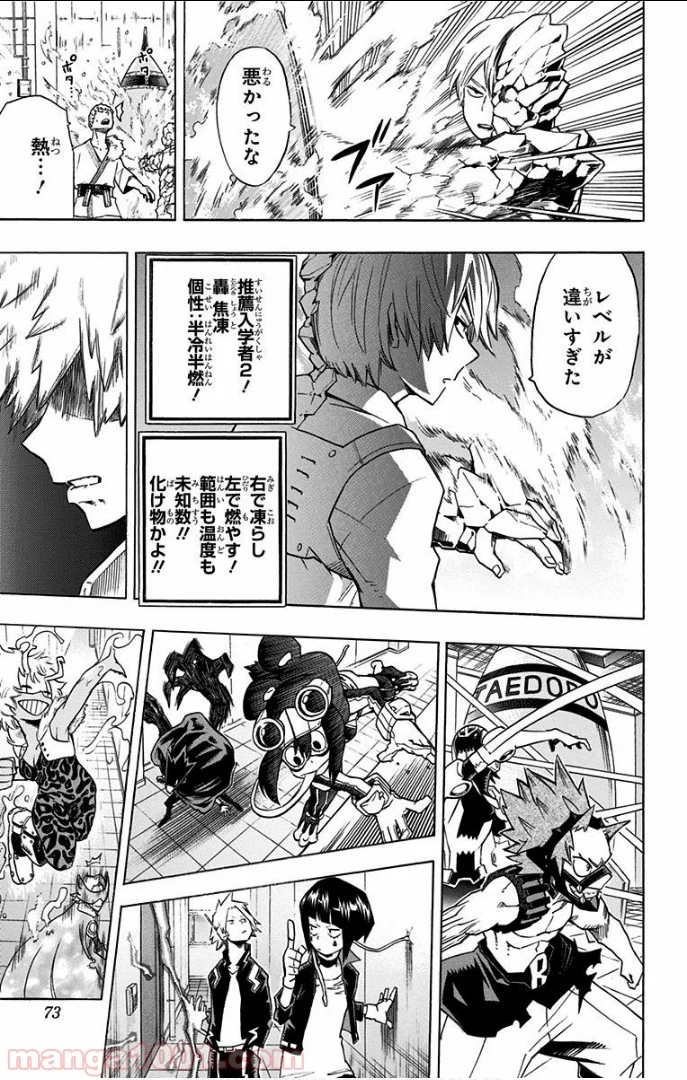 悪かったな
熱…
ポタ…
ポタ…
レベルが
違いすぎた
推薦入学者2！
轟 焦凍
個性：半冷半燃！
右で凍らし
左で燃やす！
範囲も温度も
未知数!!
化け物かよ!!
TAEDODO
R
73
manga1001.com